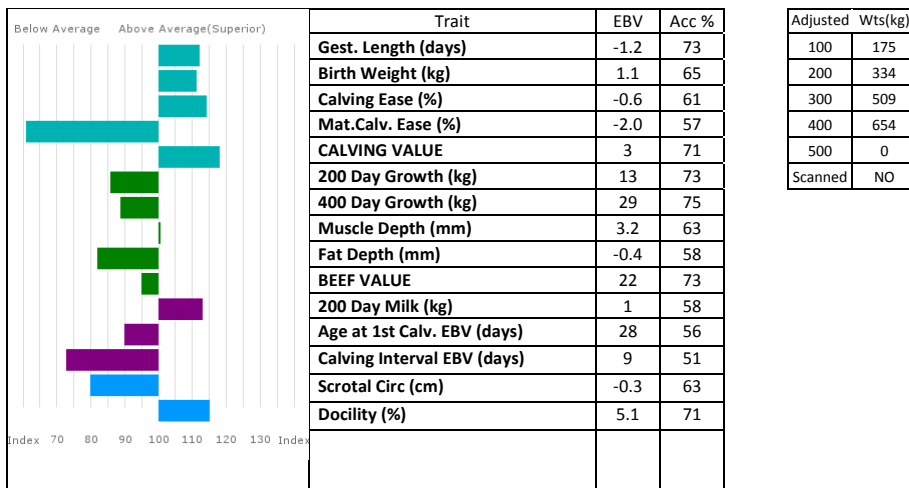 Below Average Above Average(Superior)
Trait EBV Acc %
Gest. Length (days) -1.2 73
Birth Weight (kg) 1.1 65
Calving Ease (%) -0.6 61
Mat.Calv. Ease (%) -2.0 57
CALVING VALUE 3 71
200 Day Growth (kg) 13 73
400 Day Growth (kg) 29 75
Muscle Depth (mm) 3.2 63
Fat Depth (mm) -0.4 58
BEEF VALUE 22 73
200 Day Milk (kg) 1 58
Age at 1st Calv. EBV (days) 28 56
Calving Interval EBV (days) 9 51
Scrotal Circ (cm) -0.3 63
Docility (%) 5.1 71
Index 70 80 90 100 110 120 130 Index
Adjusted Wts(kg)
100 175
200 334
300 509
400 654
500 0
Scanned NO